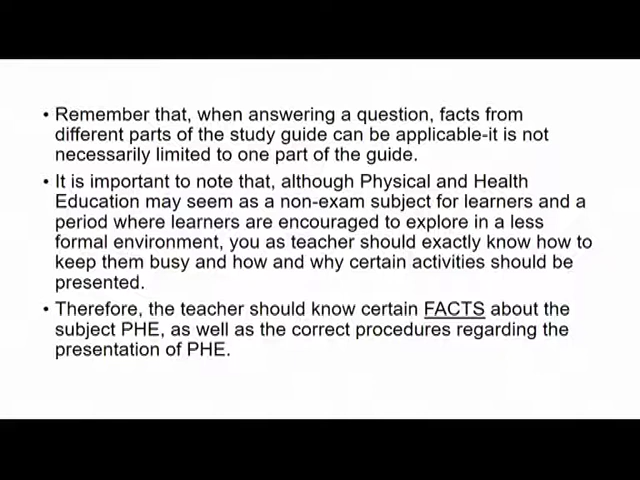 • Remember that, when answering a question, facts from
different parts of the study guide can be applicable-it is not
necessarily limited to one part of the guide.
• It is important to note that, although Physical and Health
Education may seem as a non-exam subject for learners and a
period where learners are encouraged to explore in a less
formal environment, you as teacher should exactly know how to
keep them busy and how and why certain activities should be
presented.
• Therefore, the teacher should know certain FACTS about the
subject PHE, as well as the correct procedures regarding the
presentation of PHE.